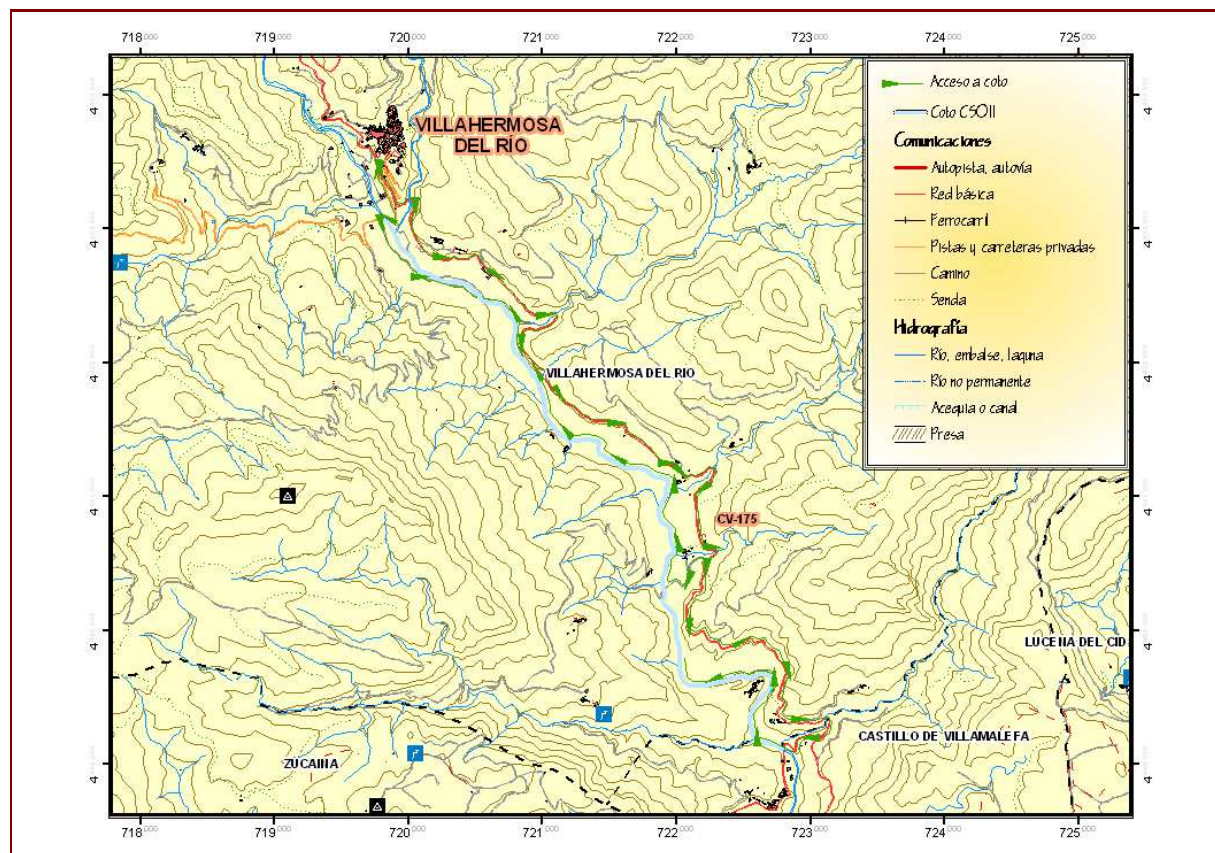 718000 719000 720000 721000 722000 723000 724000 725000
Acceso a coto
Coto CS011
Comunicaciones
Autopista, autovía
Red básica
Ferrocarril
Pistas y carreteras privadas
Camino
Senda
Hidrografía
Río, embalse, laguna
Río no permanente
Acequia o canal
Presa
VILLAHERMOSA
DEL RÍO
VILLAHERMOSA DEL RIO
CV-175
LUCENA DEL CID
CASTILLO DE VILLAMALEFA
ZUCAINA
718000 719000 720000 721000 722000 723000 724000 725000